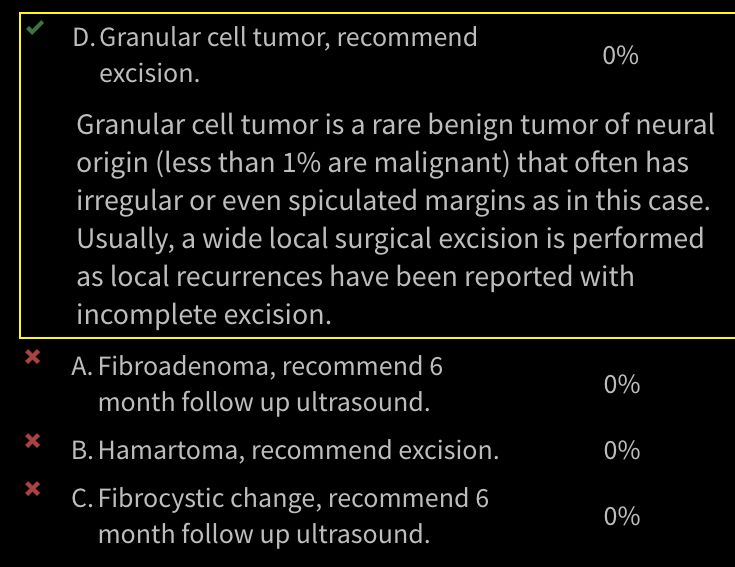 D. Granular cell tumor, recommend
excision.
0%
Granular cell tumor is a rare benign tumor of neural
origin (less than 1% are malignant) that often has
irregular or even spiculated margins as in this case.
Usually, a wide local surgical excision is performed
as local recurrences have been reported with
incomplete excision.
A. Fibroadenoma, recommend 6
month follow up ultrasound.
0%
B. Hamartoma, recommend excision. 0%
C. Fibrocystic change, recommend 6
month follow up ultrasound.
0%